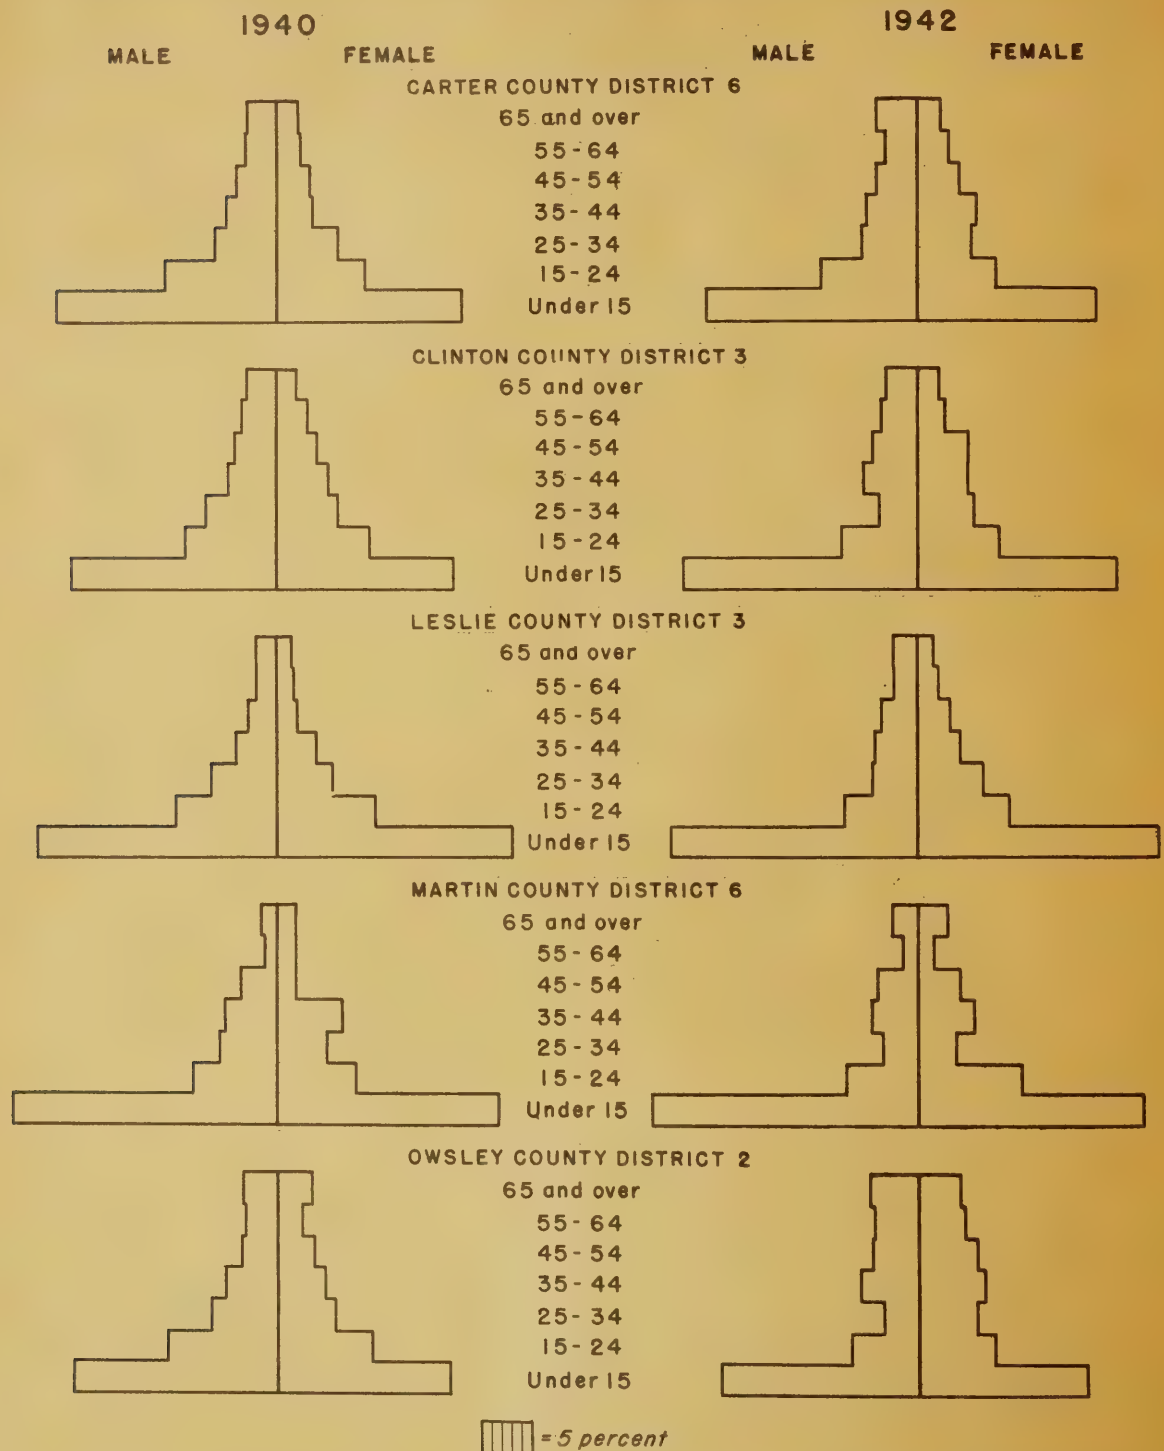 1940 1942
MALE FEMALE MALE FEMALE
CARTER COUNTY DISTRICT 6
65 and over
55-64
45-54
35-44
25-34
15-24
Under 15
CLINTON COUNTY DISTRICT 3
65 and over
55-64
45-54
35-44
25-34
15-24
Under 15
LESLIE COUNTY DISTRICT 3
65 and over
55-64
45-54
35-44
25-34
15-24
Under 15
MARTIN COUNTY DISTRICT 6
65 and over
55-64
45-54
35-44
25-34
15-24
Under 15
OWSLEY COUNTY DISTRICT 2
65 and over
55-64
45-54
35-44
25-34
15-24
Under 15
= 5 percent